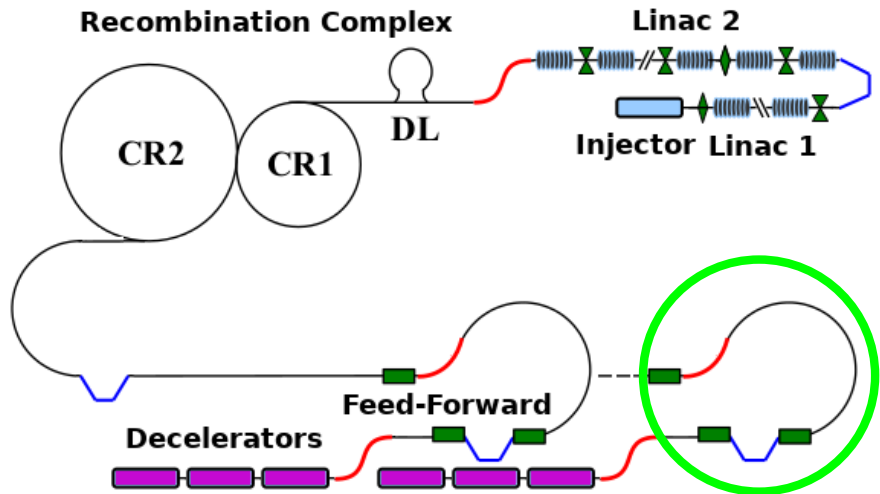 Recombination Complex
Linac 2
CR2
CR1
DL
Injector
Linac 1
Feed-Forward
Decelerators